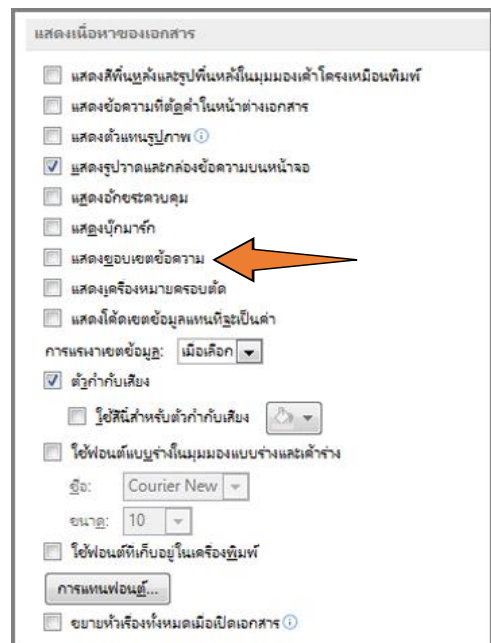 แสดงเนื้อหาของเอกสาร
แสดงสีพื้นหลังและรูปพื้นหลังในมุมมองเค้าโครงเหมือนพิมพ์
แสดงข้อความที่ตัดคำในหน้าต่างเอกสาร
แสดงตัวแทนรูปภาพ
แสดงรูปวาดและกล่องข้อความบนหน้าจอ
แสดงอักขระควบคุม
แสดงบุ๊กมาร์ก
แสดงขอบเขตข้อความ
แสดงเครื่องหมายครอบตัด
แสดงโค้ดเขตข้อมูลแทนที่จะเป็นค่า
การแรเงาเขตข้อมูล: เมื่อเลือก
ตัวกำกับเสียง
ใช้สีนี้สำหรับตัวกำกับเสียง
ใช้ฟอนต์แบบร่างในมุมมองแบบร่างและเค้าร่าง
ชื่อ: Courier New
ขนาด: 10
ใช้ฟอนต์ที่เก็บอยู่ในเครื่องพิมพ์
การแทนฟอนต์...
ขยายหัวเรื่องทั้งหมดเมื่อเปิดเอกสาร